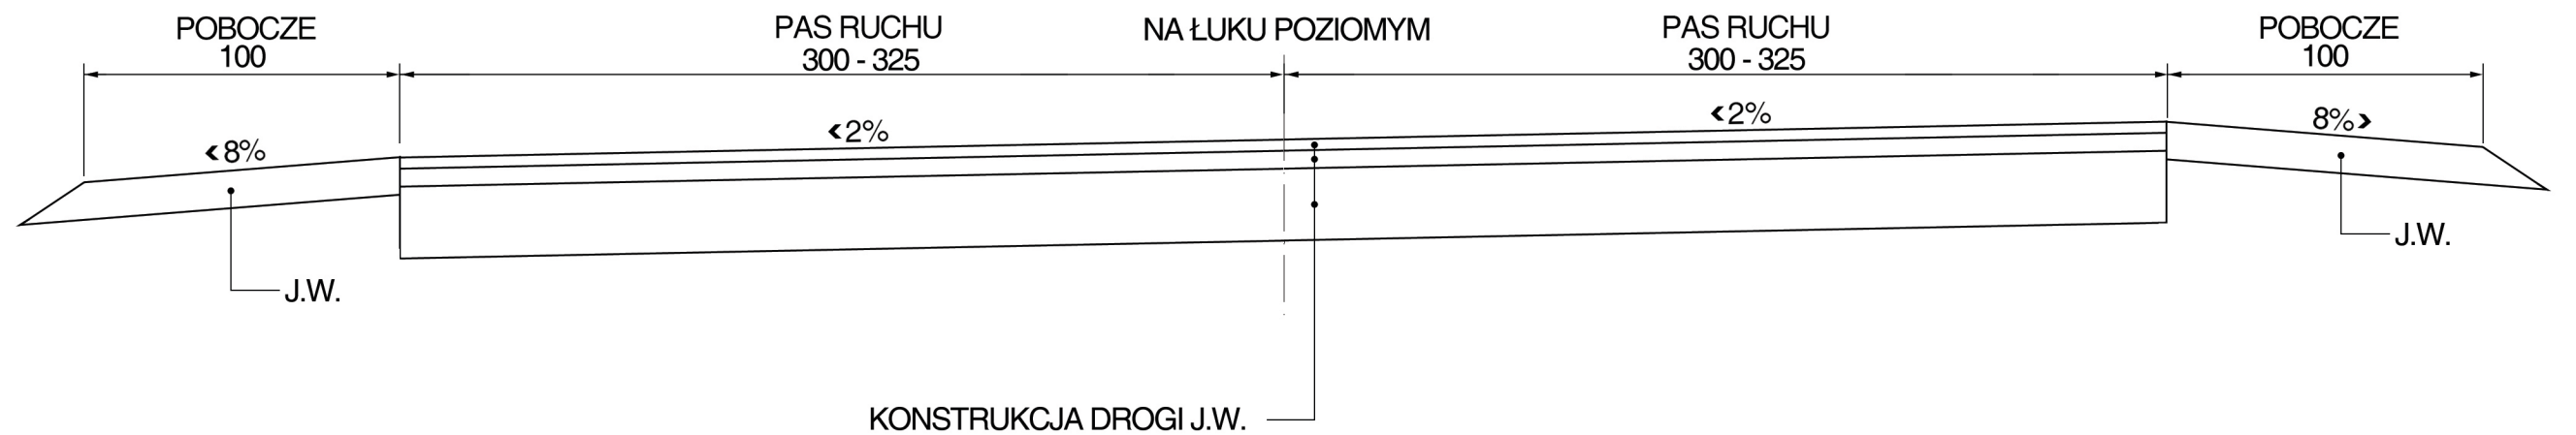 POBOCZE
100
PAS RUCHU
300 - 325
NA ŁUKU POZIOMYM
PAS RUCHU
300 - 325
POBOCZE
100
<8%
<2%
<2%
8%>
J.W.
J.W.
KONSTRUKCJA DROGI J.W.